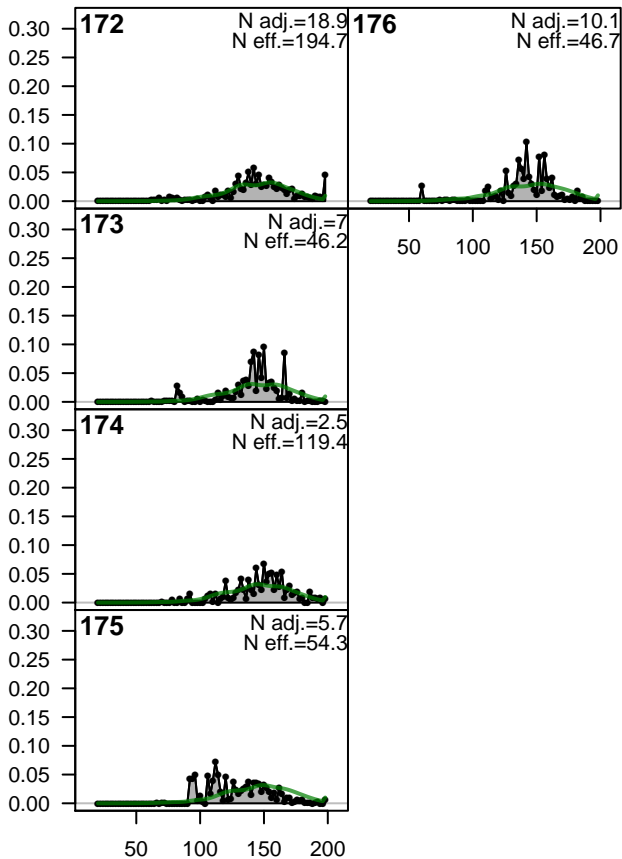 172
N adj.=18.9
N eff.=194.7
0.30
0.25
0.20
0.15
0.10
0.05
0.00
176
N adj.=10.1
N eff.=46.7
50 100 150 200
173
N adj.=7
N eff.=46.2
0.30
0.25
0.20
0.15
0.10
0.05
0.00
174
N adj.=2.5
N eff.=119.4
0.30
0.25
0.20
0.15
0.10
0.05
0.00
175
N adj.=5.7
N eff.=54.3
0.30
0.25
0.20
0.15
0.10
0.05
0.00
50 100 150 200